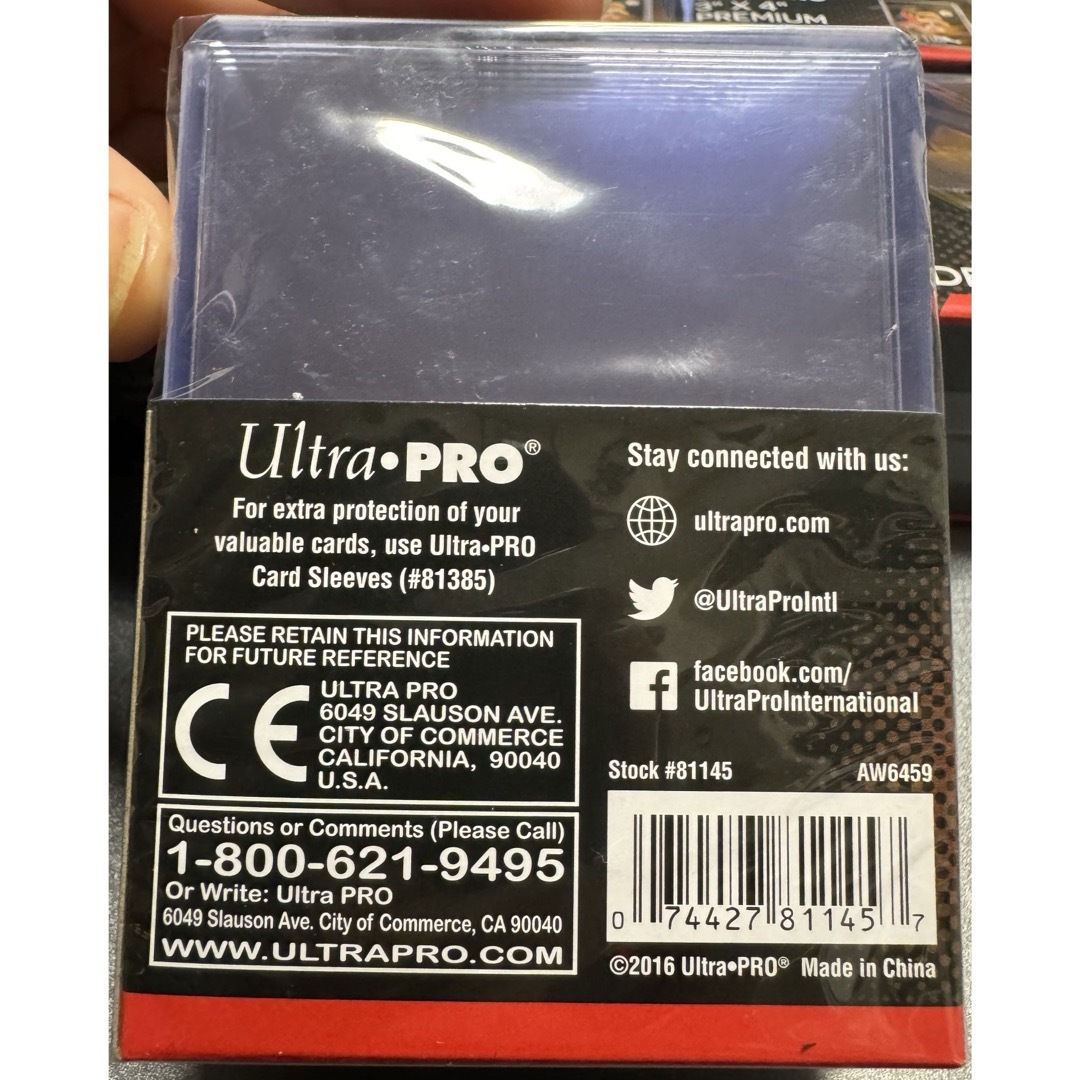 3" X 4"
PREMIUM
Ultra•PRO®
For extra protection of your
valuable cards, use Ultra•PRO
Card Sleeves (#81385)
PLEASE RETAIN THIS INFORMATION
FOR FUTURE REFERENCE
CE
ULTRA PRO
6049 SLAUSON AVE.
CITY OF COMMERCE
CALIFORNIA, 90040
U.S.A.
Questions or Comments (Please Call)
1-800-621-9495
Or Write: Ultra PRO
6049 Slauson Ave. City of Commerce, CA 90040
WWW.ULTRAPRO.COM
Stay connected with us:
ultrapro.com
@UltraProIntl
facebook.com/
UltraProInternational
Stock #81145 AW6459
0 74427 81145 7
©2016 Ultra•PRO® Made in China